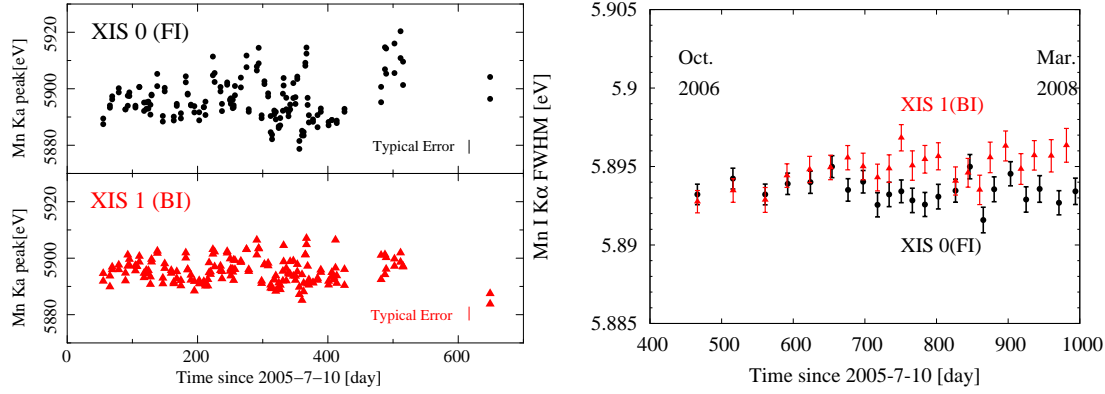 XIS 0 (FI)
Mn Ka peak[eV]
5920
5900
5880
Typical Error
XIS 1 (BI)
Mn Ka peak[eV]
5920
5900
5880
Typical Error
0 200 400 600
Time since 2005−7−10 [day]
Mn I Kα FWHM [eV]
5.905
5.9
5.895
5.89
5.885
Oct.
2006
Mar.
2008
XIS 1(BI)
XIS 0(FI)
400 500 600 700 800 900 1000
Time since 2005-7-10 [day]